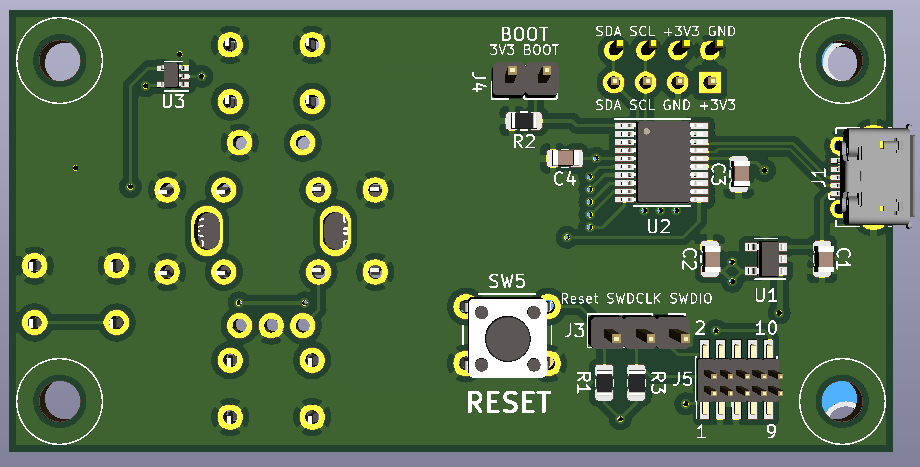 BOOT
3V3 BOOT
SDA SCL +3V3 GND
J4
U3
SDA SCL GND +3V3
R2
C4
C3
J1
U2
C2
C1
U1
SW5
Reset SWDCLK SWDIO
J3
2 10
R1
R3
J5
RESET
1 9